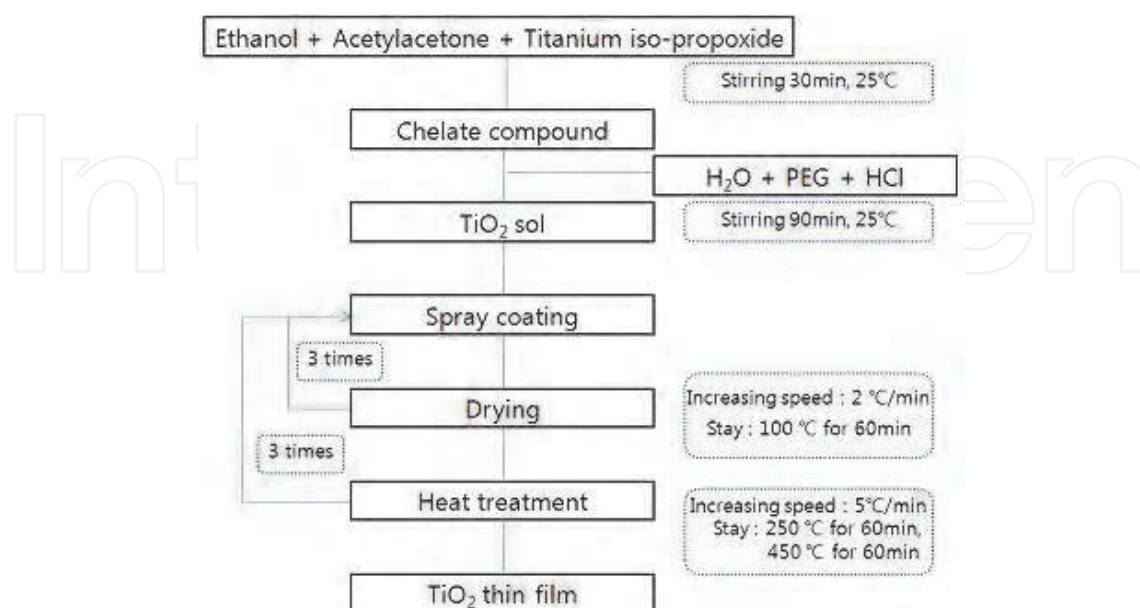 Ethanol + Acetylacetone + Titanium iso-propoxide
Stirring 30min, 25℃
Chelate compound
H₂O + PEG + HCl
TiO₂ sol
Stirring 90min, 25℃
Spray coating
3 times
Drying
Increasing speed : 2 ℃/min
Stay : 100 ℃ for 60min
3 times
Heat treatment
Increasing speed : 5℃/min
Stay : 250 ℃ for 60min,
450 ℃ for 60min
TiO₂ thin film